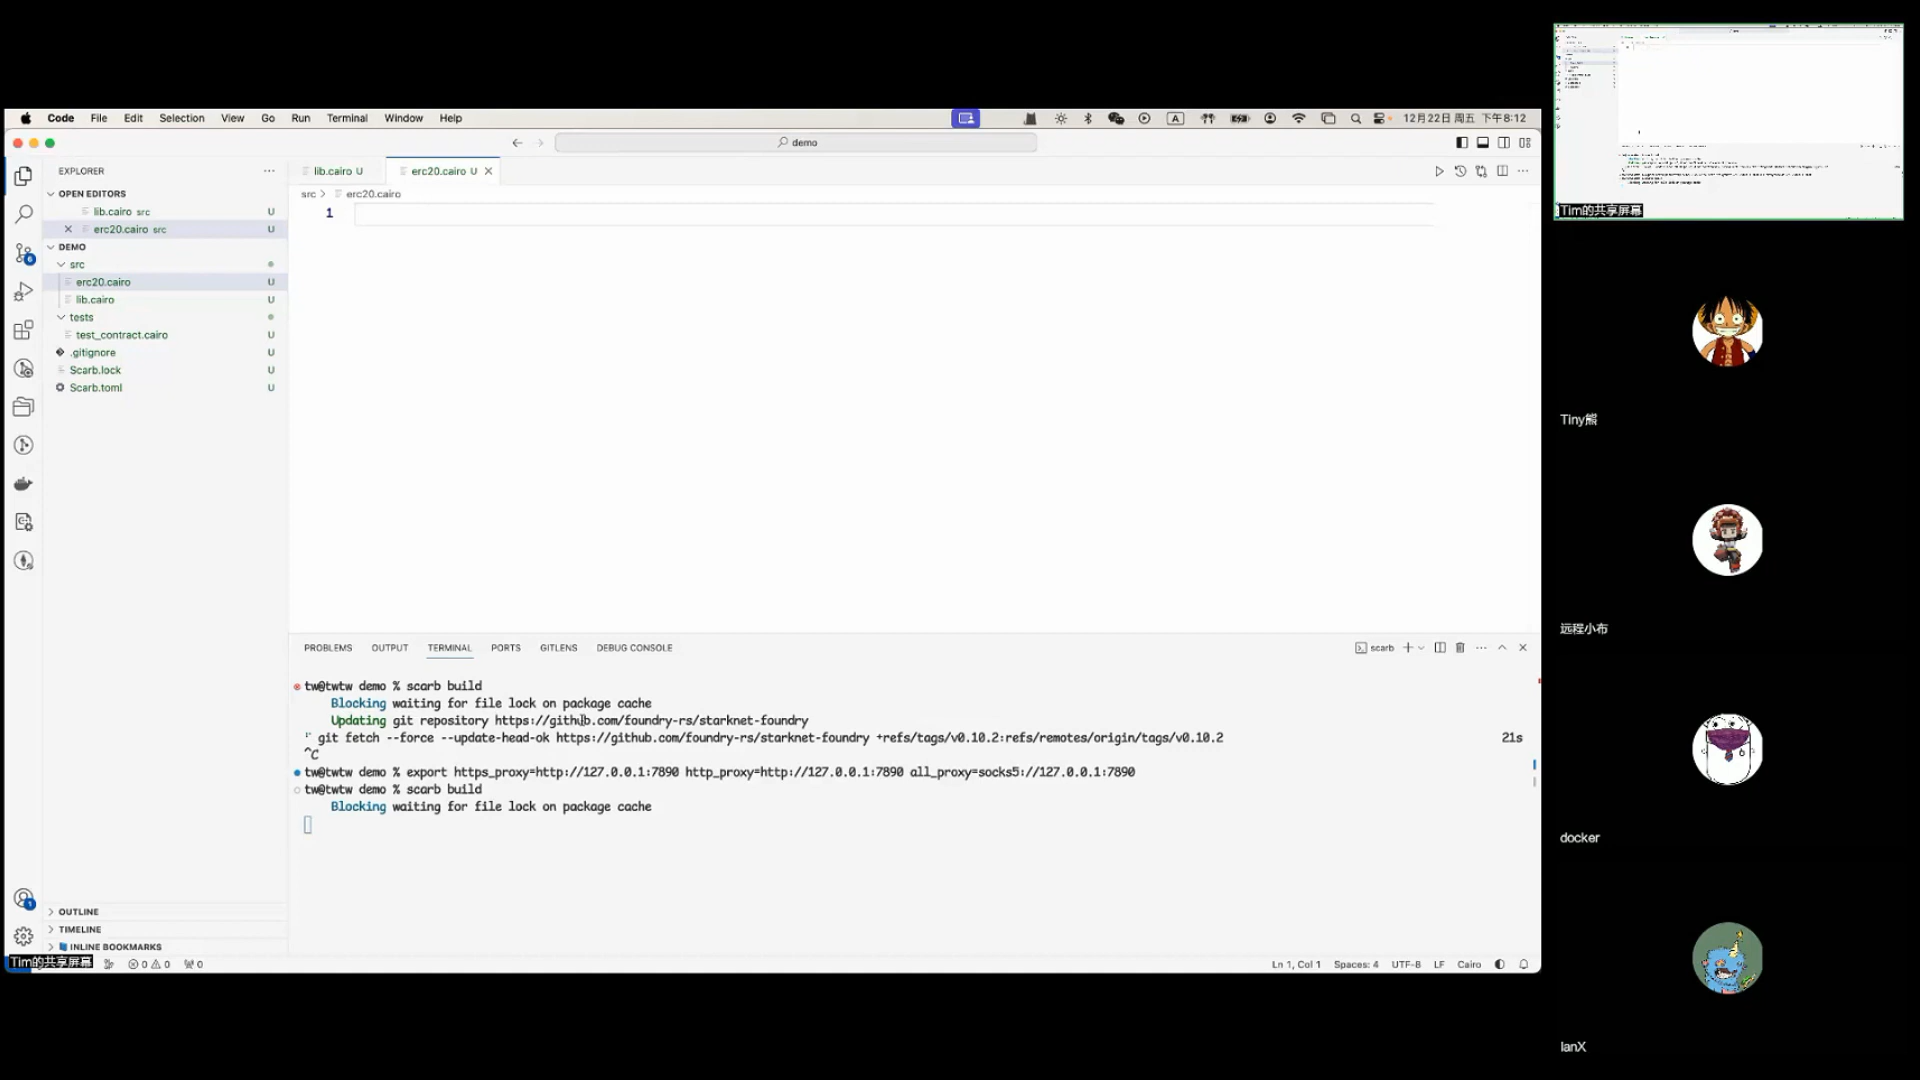 Code File Edit Selection View Go Run Terminal Window Help
A
12月22日 周五 下午8:12
demo
EXPLORER
OPEN EDITORS
lib.cairo src U
erc20.cairo src U
DEMO
src
erc20.cairo U
lib.cairo U
tests
test_contract.cairo U
.gitignore U
Scarb.lock U
Scarb.toml U
OUTLINE
TIMELINE
INLINE BOOKMARKS
lib.cairo U
erc20.cairo U
src > erc20.cairo
1
PROBLEMS OUTPUT TERMINAL PORTS GITLENS DEBUG CONSOLE
scarb
tw@twtw demo % scarb build
Blocking waiting for file lock on package cache
Updating git repository https://github.com/foundry-rs/starknet-foundry
git fetch --force --update-head-ok https://github.com/foundry-rs/starknet-foundry +refs/tags/v0.10.2:refs/remotes/origin/tags/v0.10.2 21s
^C
tw@twtw demo % export https_proxy=http://127.0.0.1:7890 http_proxy=http://127.0.0.1:7890 all_proxy=socks5://127.0.0.1:7890
tw@twtw demo % scarb build
Blocking waiting for file lock on package cache
Tim的共享屏幕
0 0 0
Ln 1, Col 1 Spaces: 4 UTF-8 LF Cairo
Tim的共享屏幕
Tiny熊
远程小布
docker
IanX